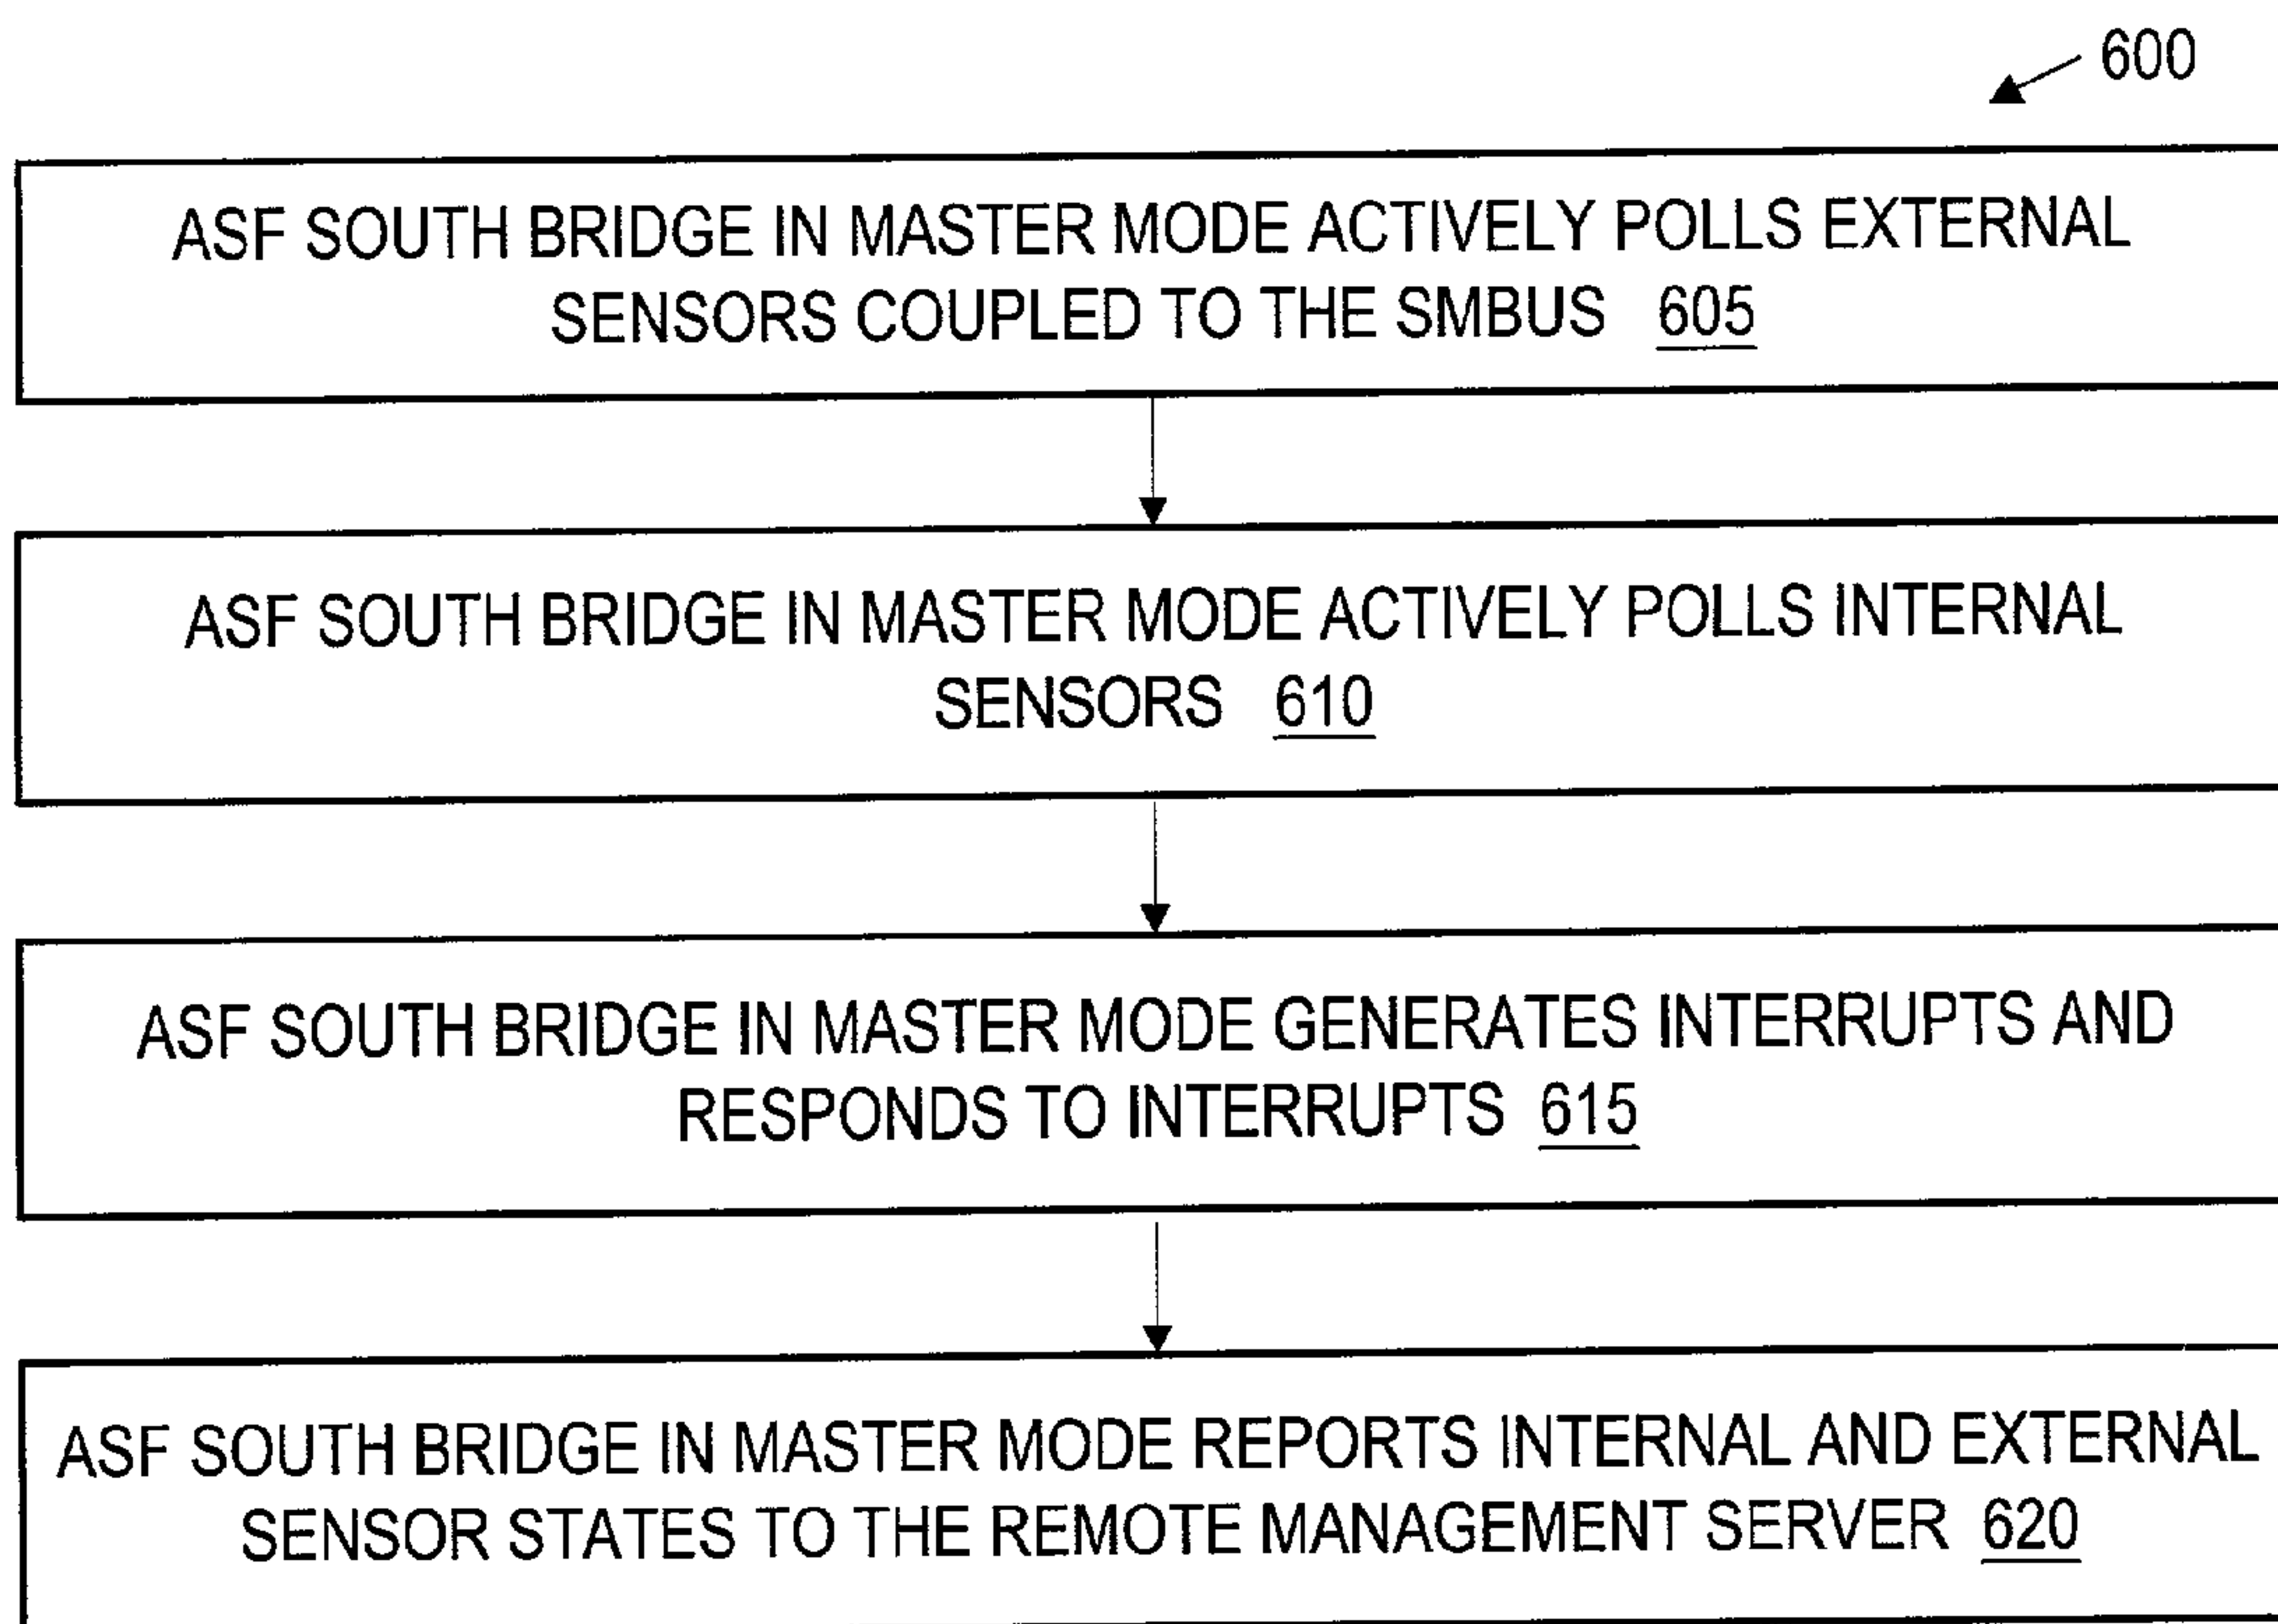 600
ASF SOUTH BRIDGE IN MASTER MODE ACTIVELY POLLS EXTERNAL
SENSORS COUPLED TO THE SMBUS 605
ASF SOUTH BRIDGE IN MASTER MODE ACTIVELY POLLS INTERNAL
SENSORS 610
ASF SOUTH BRIDGE IN MASTER MODE GENERATES INTERRUPTS AND
RESPONDS TO INTERRUPTS 615
ASF SOUTH BRIDGE IN MASTER MODE REPORTS INTERNAL AND EXTERNAL
SENSOR STATES TO THE REMOTE MANAGEMENT SERVER 620